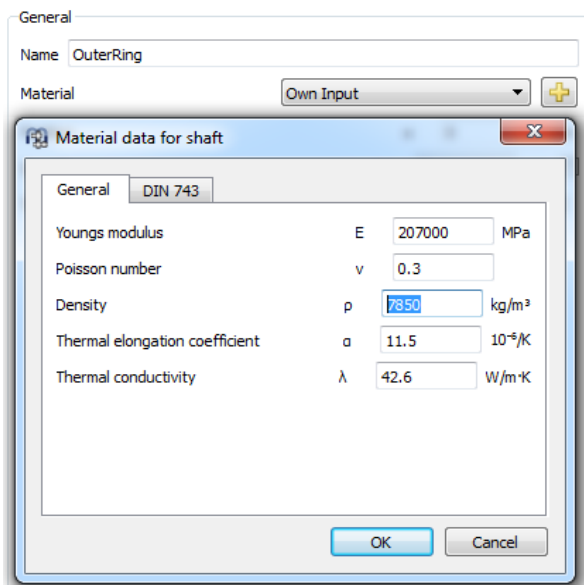 General
Name OuterRing
Material Own Input
Material data for shaft
General DIN 743
Youngs modulus E 207000 MPa
Poisson number ν 0.3
Density ρ 7850 kg/m³
Thermal elongation coefficient α 11.5 10⁻⁶/K
Thermal conductivity λ 42.6 W/m·K
OK Cancel